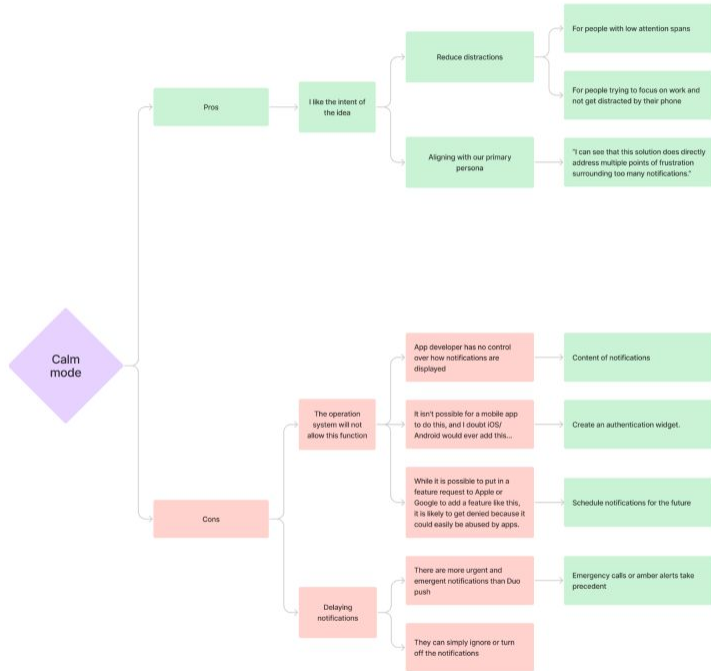 Calm
mode
Pros
I like the intent of
the idea
Reduce distractions
For people with low attention spans
For people trying to focus on work and
not get distracted by their phone
Aligning with our primary
persona
"I can see that this solution does directly
address multiple points of frustration
surrounding too many notifications."
Cons
The operation
system will not
allow this function
App developer has no control
over how notifications are
displayed
Content of notifications
It isn't possible for a mobile app
to do this, and I doubt iOS/
Android would ever add this...
Create an authentication widget.
While it is possible to put in a
feature request to Apple or
Google to add a feature like this,
it is likely to get denied because it
could easily be abused by apps.
Schedule notifications for the future
Delaying
notifications
There are more urgent and
emergent notifications than Duo
push
Emergency calls or amber alerts take
precedent
They can simply ignore or turn
off the notifications